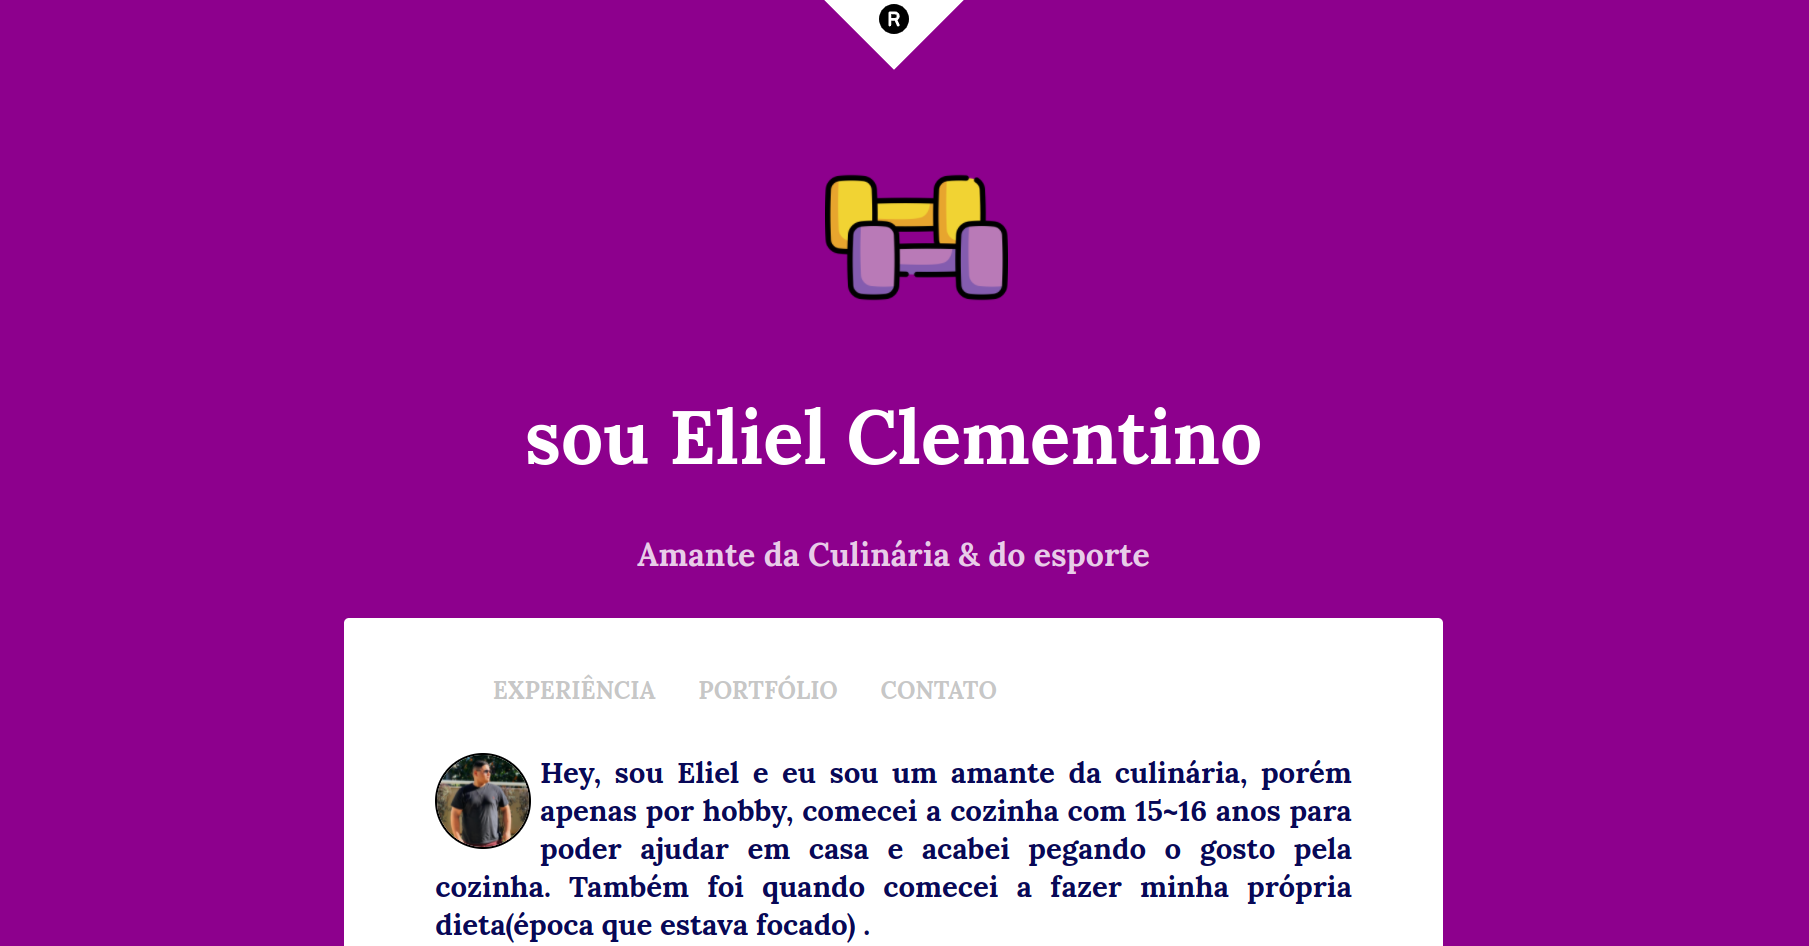 R
sou Eliel Clementino
Amante da Culinária & do esporte
EXPERIÊNCIA PORTFÓLIO CONTATO
Hey, sou Eliel e eu sou um amante da culinária, porém
apenas por hobby, comecei a cozinha com 15~16 anos para
poder ajudar em casa e acabei pegando o gosto pela
cozinha. Também foi quando comecei a fazer minha própria
dieta(época que estava focado) .